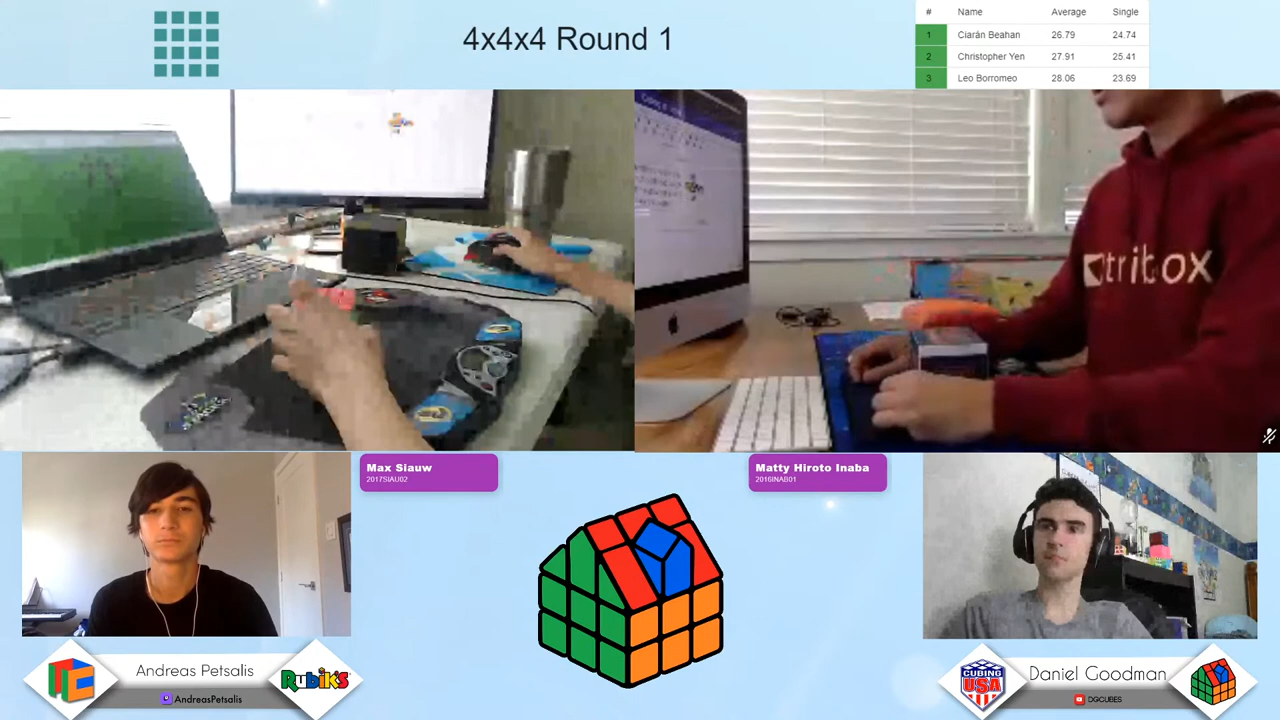 4x4x4 Round 1
# Name Average Single
1 Ciarán Beahan 26.79 24.74
2 Christopher Yen 27.91 25.41
3 Leo Borromeo 28.06 23.69
tribox
Max Siauw
2017SIAU02
Matty Hiroto Inaba
2016INAB01
Andreas Petsalis
AndreasPetsalis
Rubik's
CUBING
USA
Daniel Goodman
DGCUBES